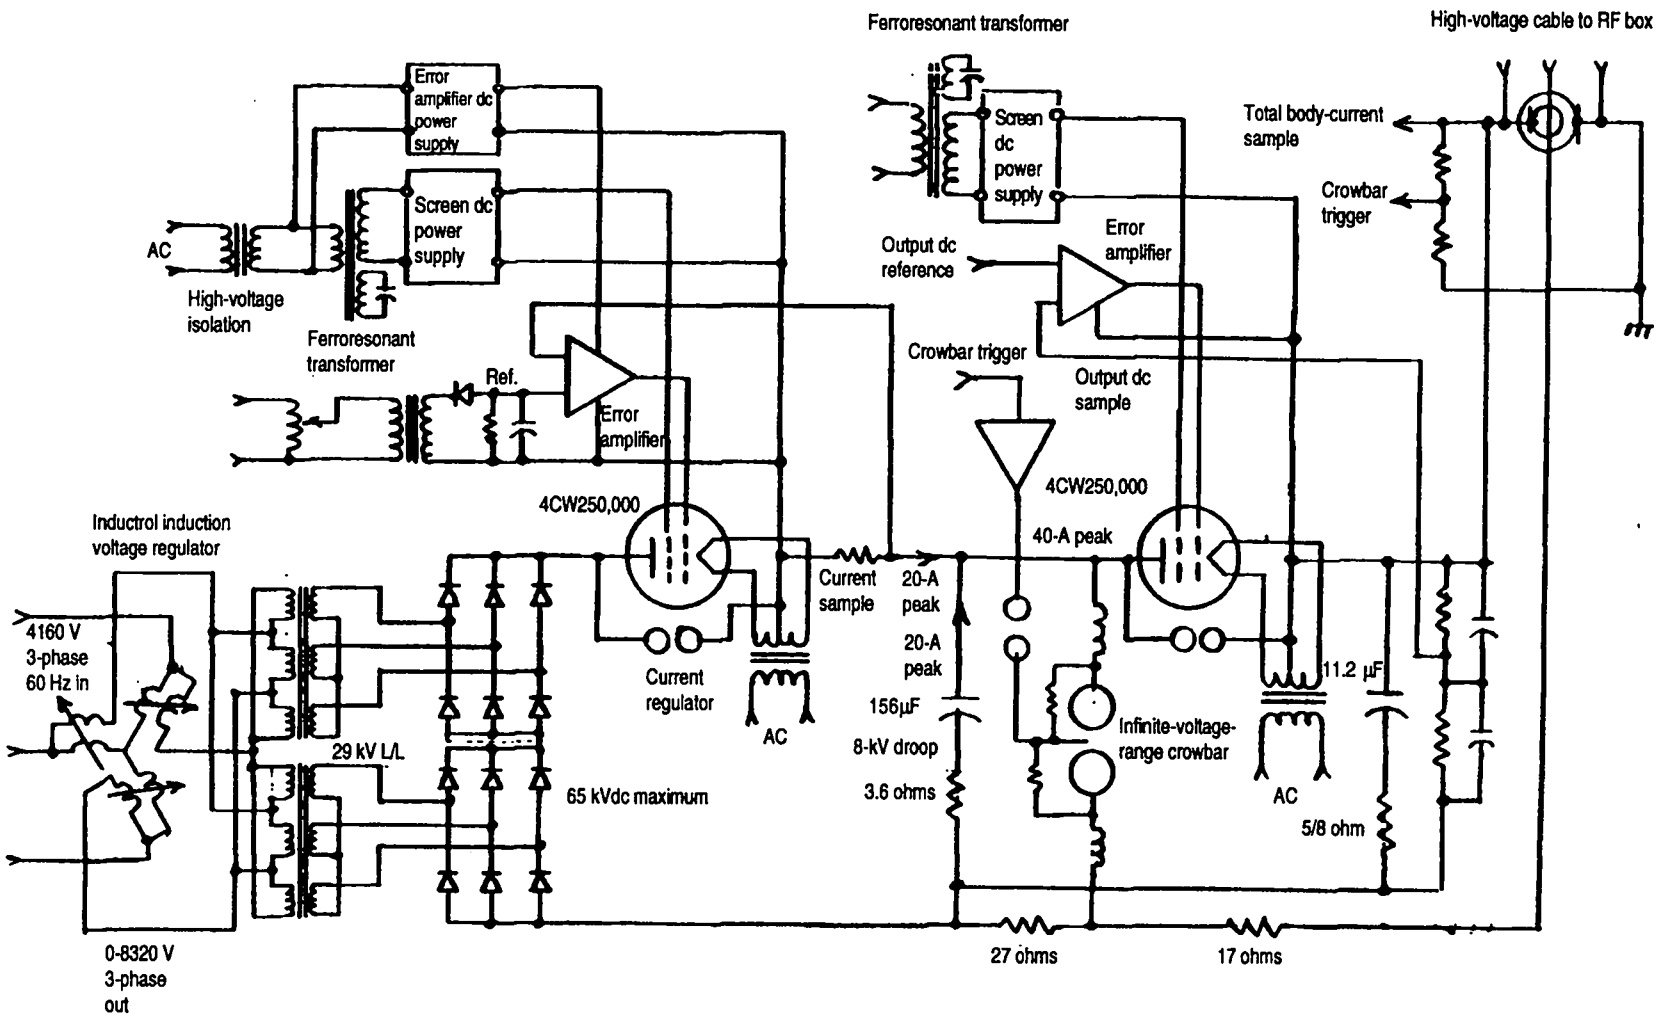 Ferroresonant transformer
High-voltage cable to RF box
Error
amplifier dc
power
supply
Screen dc
power
supply
Screen
dc
power
supply
Total body-current
sample
Crowbar
trigger
AC
High-voltage
isolation
Ferroresonant
transformer
Output dc
reference
Error
amplifier
Crowbar trigger
Output dc
sample
Ref.
Error
amplifier
4CW250,000
4CW250,000
40-A peak
Inductrol induction
voltage regulator
4160 V
3-phase
60 Hz in
Current
sample
20-A
peak
20-A
peak
Current
regulator
AC
156µF
8-kV droop
3.6 ohms
Infinite-voltage-
range crowbar
11.2 µF
AC
5/8 ohm
29 kV L/L
65 kVdc maximum
0-8320 V
3-phase
out
27 ohms
17 ohms